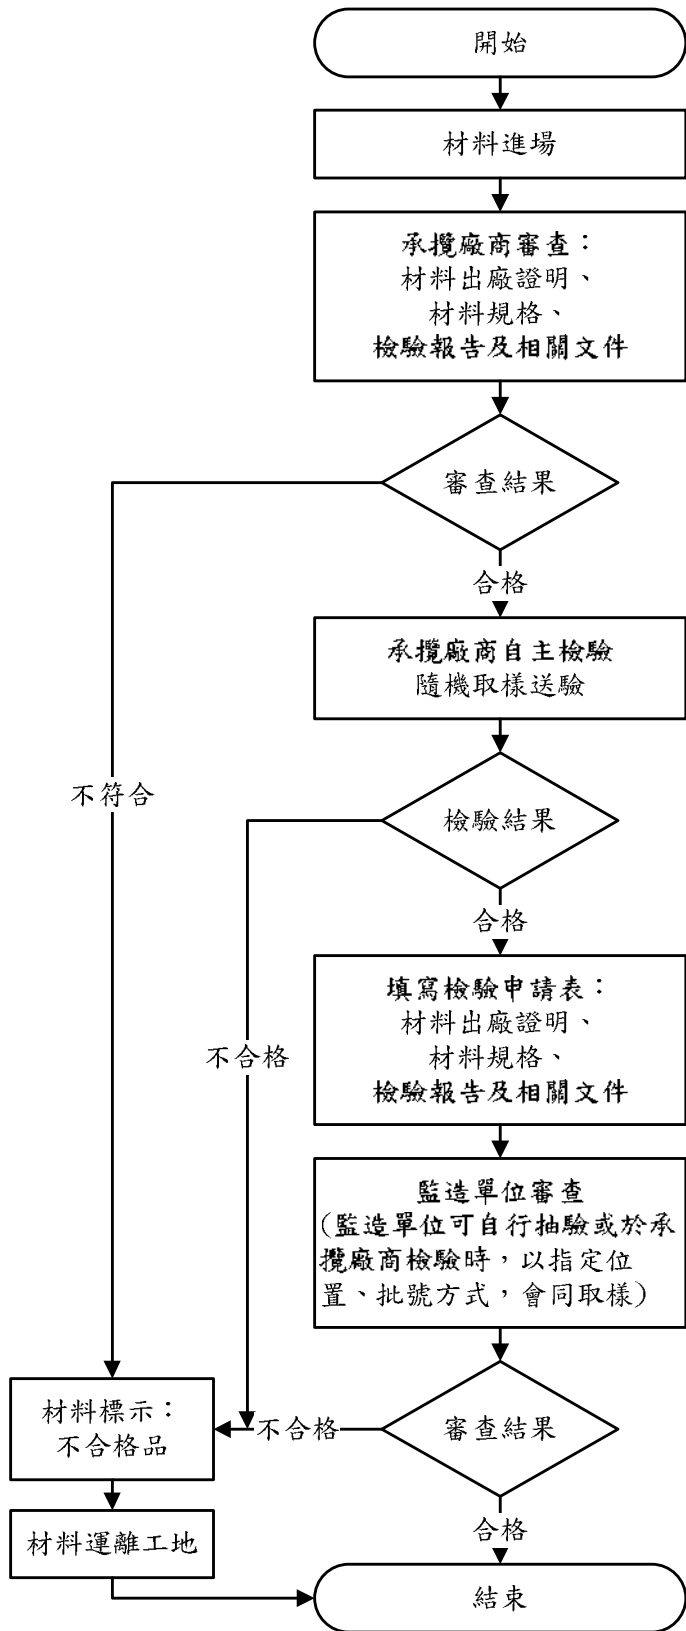 開始
材料進場
承攬廠商審查：
材料出廠證明、
材料規格、
檢驗報告及相關文件
審查結果
合格
承攬廠商自主檢驗
隨機取樣送驗
不符合
檢驗結果
合格
填寫檢驗申請表：
材料出廠證明、
材料規格、
檢驗報告及相關文件
不合格
監造單位審查
(監造單位可自行抽驗或於承
攬廠商檢驗時，以指定位
置、批號方式，會同取樣)
材料標示：
不合格品
不合格
審查結果
合格
材料運離工地
結束